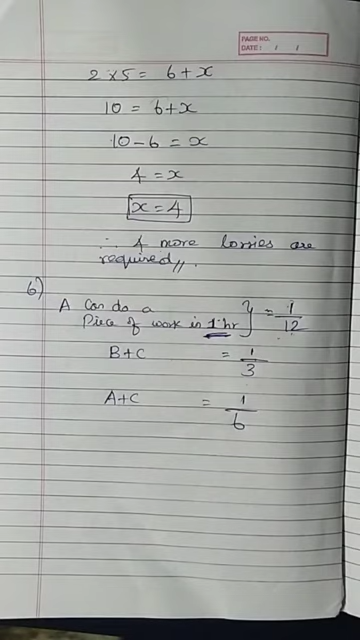 PAGE NO.
DATE : / /
2 × 5 = 6 + x
10 = 6 + x
10 - 6 = x
4 = x
x = 4
∴ 4 more lorries are
required //.
6)
A can do a
Piece of work in 1 hr } = 1/12
B + C = 1/3
A + C = 1/6